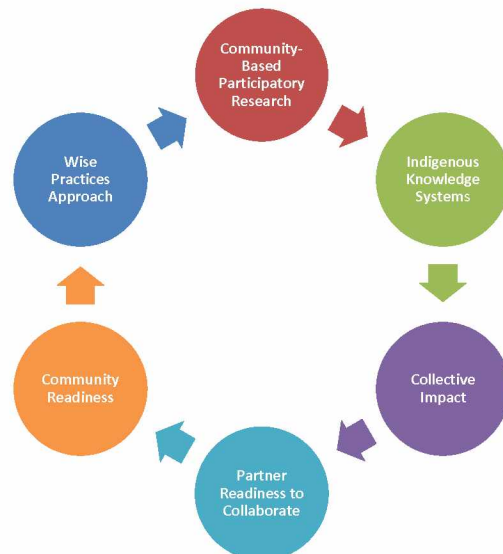 Community-
Based
Participatory
Research
Indigenous
Knowledge
Systems
Collective
Impact
Partner
Readiness to
Collaborate
Community
Readiness
Wise
Practices
Approach